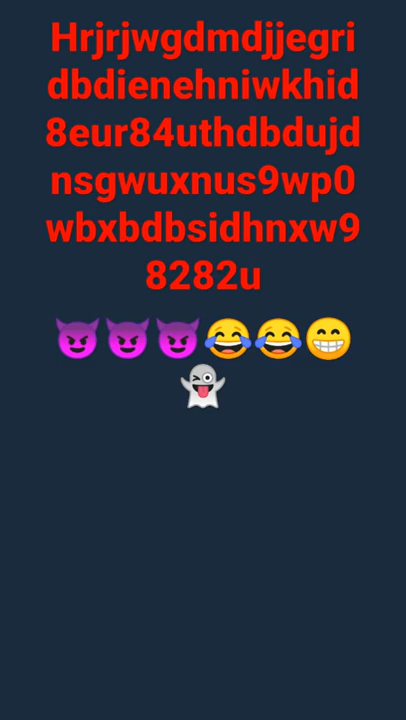 Hrjrjwgdmdjjegri
dbdienehniwkhid
8eur84uthdbdujd
nsgwuxnus9wp0
wbxbdbsidhnxw9
8282u
😈😈😈😂😂😁
👻